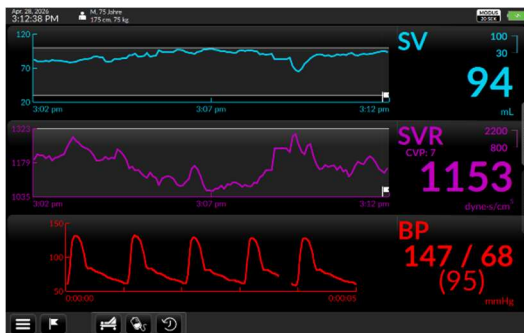 Apr. 28, 2026
3:12:38 PM
M, 75 Jahre
175 cm, 75 kg
MODUS
20 SEK
120
70
20
3:02 pm
3:07 pm
3:12 pm
SV
100
30
94
mL
1323
1179
1035
3:02 pm
3:07 pm
3:12 pm
SVR
CVP: 7
2200
800
1153
dyne-s/cm⁵
150
100
50
0:00:00
0:00:05
BP
147 / 68
(95)
mmHg